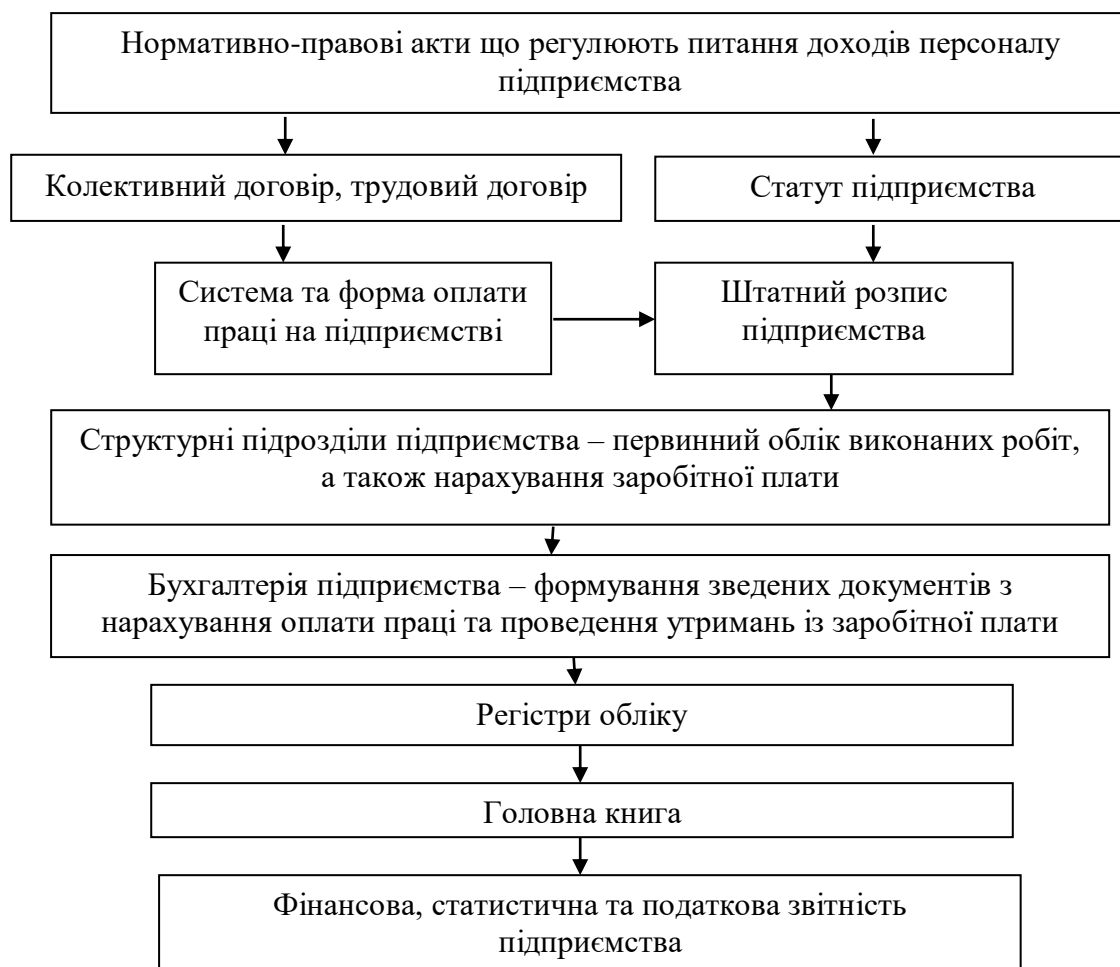 Нормативно-правові акти що регулюють питання доходів персоналу
підприємства
Колективний договір, трудовий договір
Статут підприємства
Система та форма оплати
праці на підприємстві
Штатний розпис
підприємства
Структурні підрозділи підприємства – первинний облік виконаних робіт,
а також нарахування заробітної плати
Бухгалтерія підприємства – формування зведених документів з
нарахування оплати праці та проведення утримань із заробітної плати
Регістри обліку
Головна книга
Фінансова, статистична та податкова звітність
підприємства